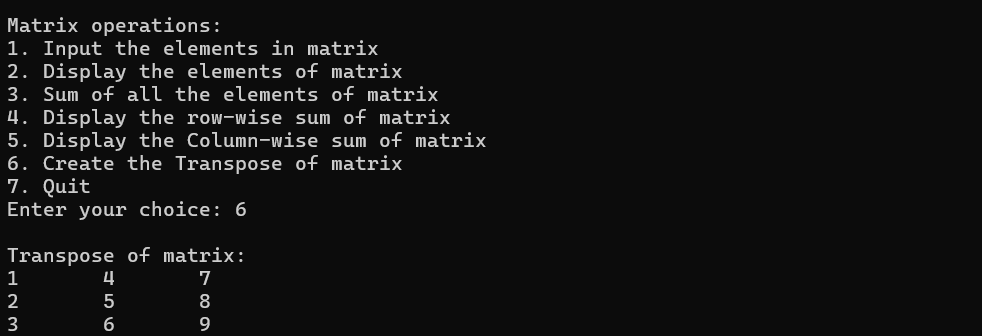 Matrix operations:
1. Input the elements in matrix
2. Display the elements of matrix
3. Sum of all the elements of matrix
4. Display the row-wise sum of matrix
5. Display the Column-wise sum of matrix
6. Create the Transpose of matrix
7. Quit
Enter your choice: 6
Transpose of matrix:
1 4 7
2 5 8
3 6 9